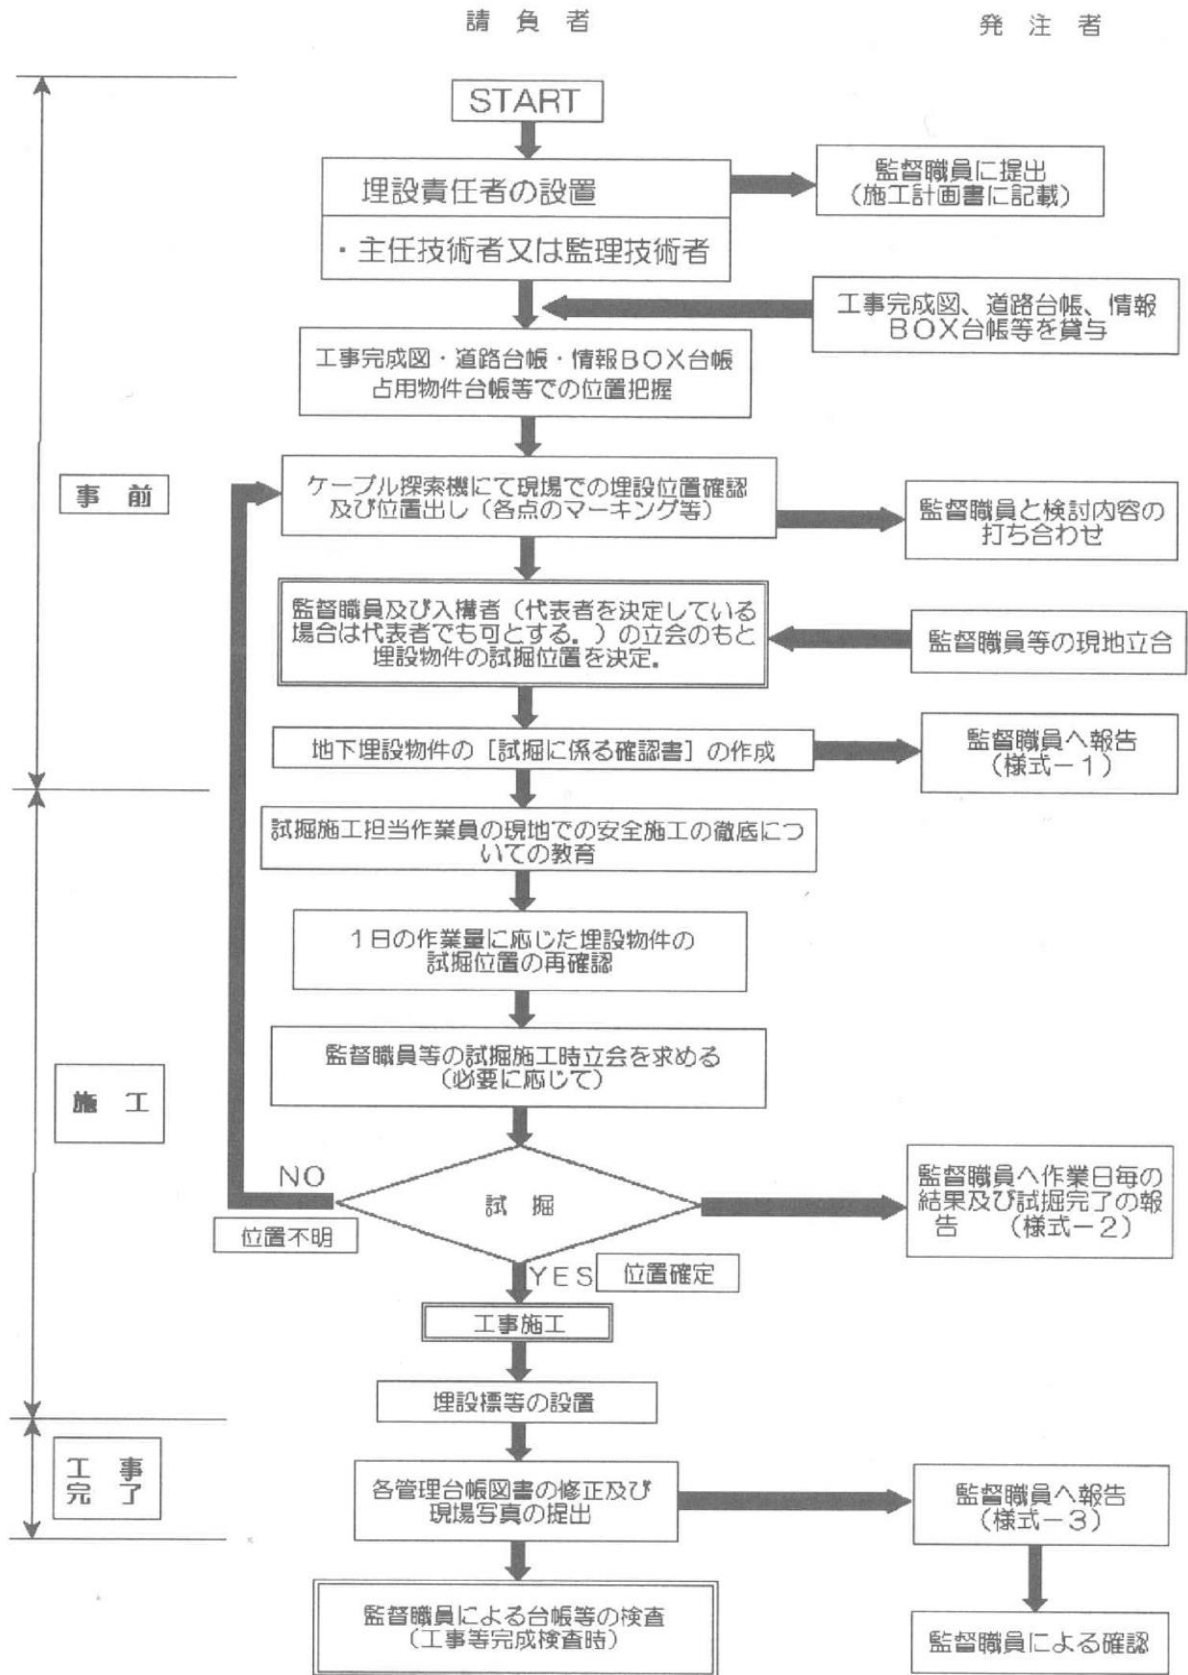 請 負 者
発 注 者
START
埋設責任者の設置
・主任技術者又は監理技術者
監督職員に提出
(施工計画書に記載)
工事完成図、道路台帳、情報
BOX台帳等を貸与
工事完成図・道路台帳・情報BOX台帳
占用物件台帳等での位置把握
事 前
ケーブル探索機にて現場での埋設位置確認
及び位置出し(各点のマーキング等)
監督職員と検討内容の
打ち合わせ
監督職員及び入構者(代表者を決定している
場合は代表者でも可とする。)の立会のもと
埋設物件の試掘位置を決定.
監督職員等の現地立合
地下埋設物件の[試掘に係る確認書]の作成
監督職員へ報告
(様式-1)
試掘施工担当作業員の現地での安全施工の徹底につ
いての教育
1日の作業量に応じた埋設物件の
試掘位置の再確認
監督職員等の試掘施工時立会を求める
(必要に応じて)
施 工
NO
位置不明
試 掘
監督職員へ作業日毎の
結果及び試掘完了の報
告 (様式-2)
YES
位置確定
工事施工
埋設標等の設置
工 事
完 了
各管理台帳図書の修正及び
現場写真の提出
監督職員へ報告
(様式-3)
監督職員による台帳等の検査
(工事等完成検査時)
監督職員による確認